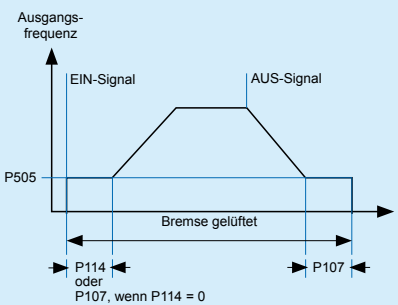 Ausgangs-
frequenz
EIN-Signal
AUS-Signal
P505
Bremse gelüftet
P114
oder
P107, wenn P114 = 0
P107